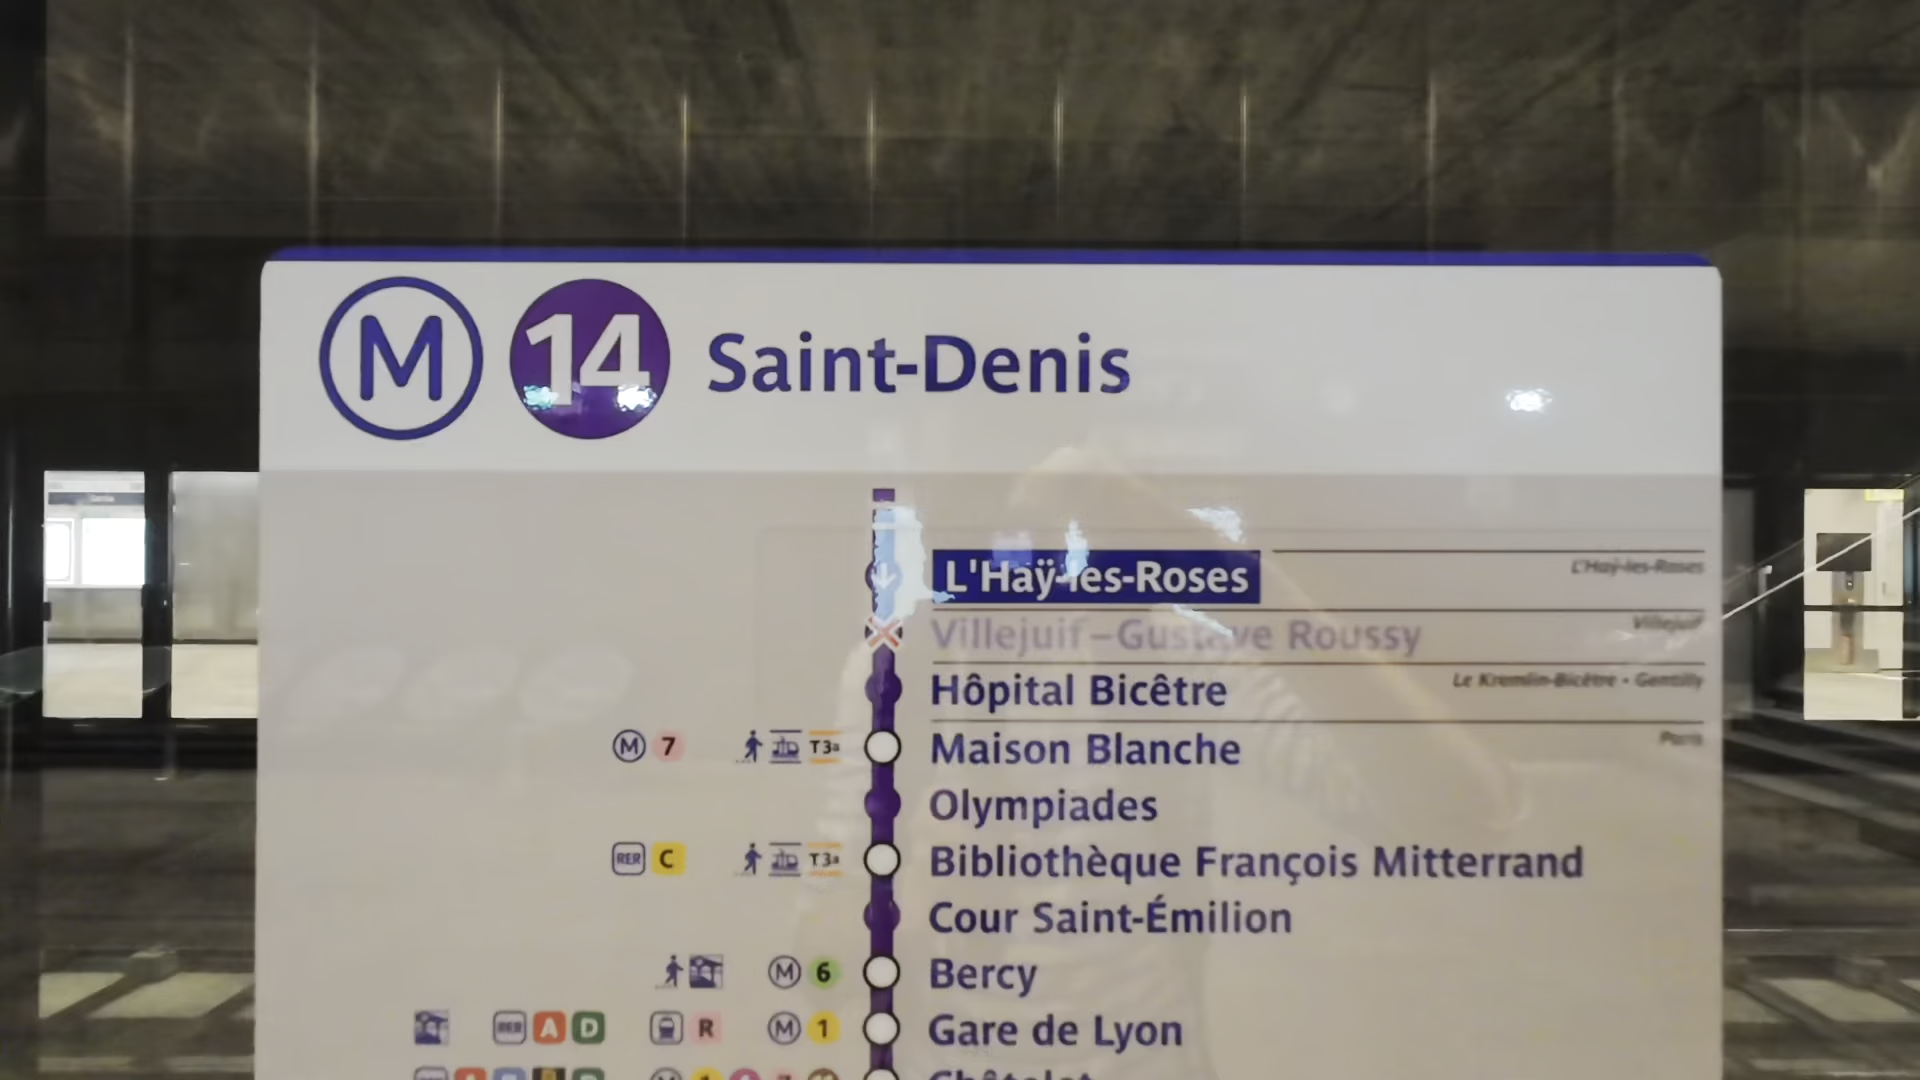 M 14 Saint-Denis
L'Haÿ-les-Roses L'Haÿ-les-Roses
Villejuif–Gustave Roussy Villejuif
Hôpital Bicêtre Le Kremlin-Bicêtre • Gentilly
M 7 T3a Maison Blanche Paris
Olympiades
RER C T3a Bibliothèque François Mitterrand
Cour Saint-Émilion
M 6 Bercy
RER A D R M 1 Gare de Lyon
Châtelet